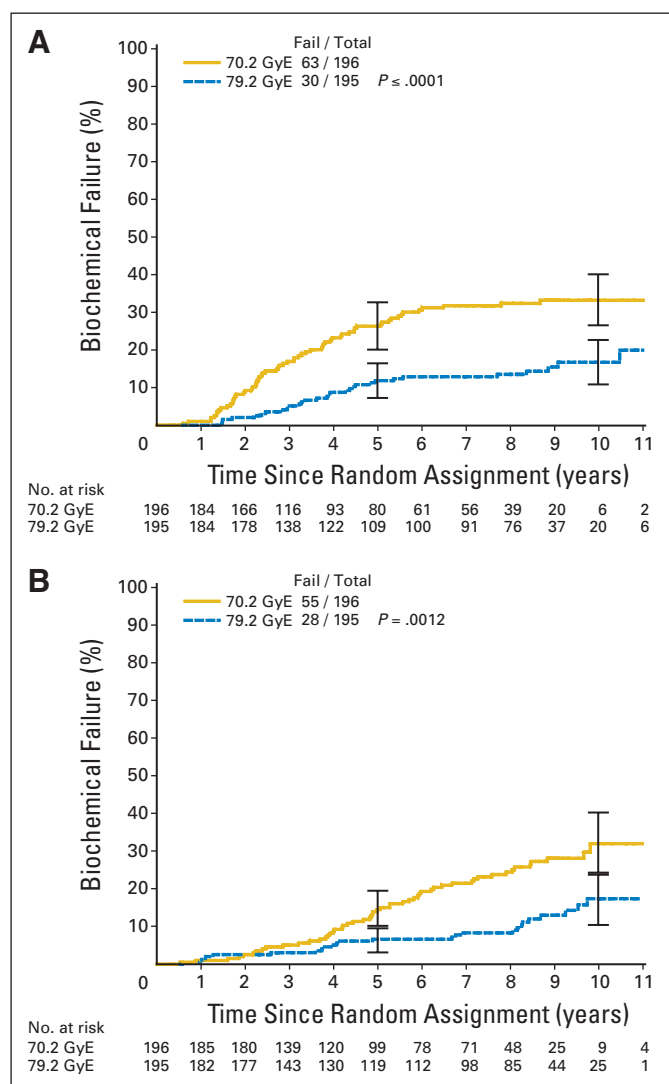 A
Fail / Total
70.2 GyE 63 / 196
79.2 GyE 30 / 195 P ≤ .0001
Biochemical Failure (%)
100
90
80
70
60
50
40
30
20
10
0 1 2 3 4 5 6 7 8 9 10 11
Time Since Random Assignment (years)
No. at risk
70.2 GyE 196 184 166 116 93 80 61 56 39 20 6 2
79.2 GyE 195 184 178 138 122 109 100 91 76 37 20 6
B
Fail / Total
70.2 GyE 55 / 196
79.2 GyE 28 / 195 P = .0012
Biochemical Failure (%)
100
90
80
70
60
50
40
30
20
10
0 1 2 3 4 5 6 7 8 9 10 11
Time Since Random Assignment (years)
No. at risk
70.2 GyE 196 185 180 139 120 99 78 71 48 25 9 4
79.2 GyE 195 182 177 143 130 119 112 98 85 44 25 1